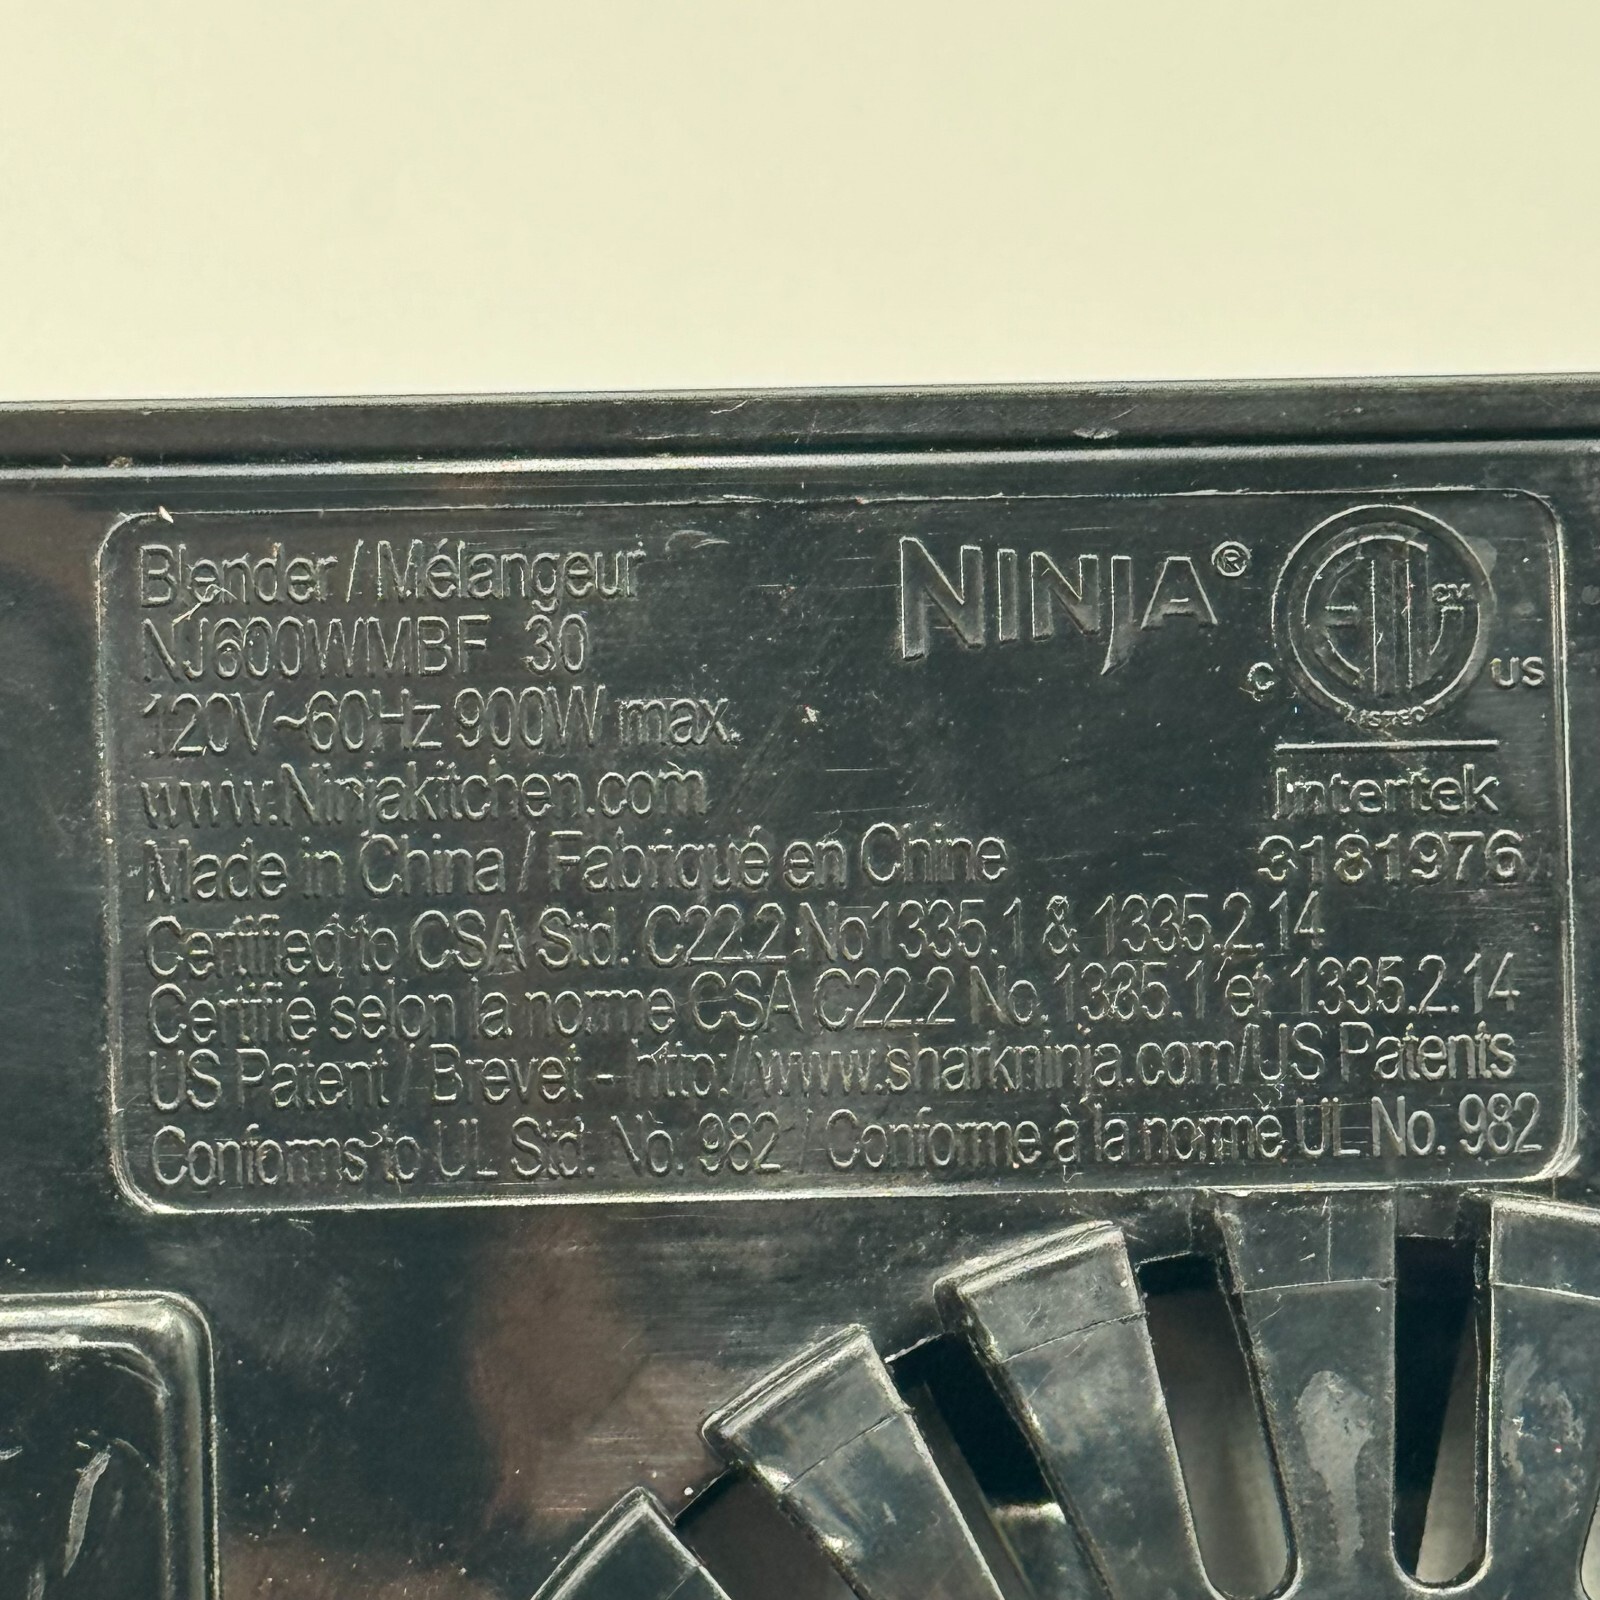 Blender / Mélangeur
NJ600WMBF 30
120V~60Hz 900W max.
www.Ninjakitchen.com
Made in China / Fabriqué en Chine
Certified to CSA Std. C22.2 No1335.1 & 1335.2.14
Certifié selon la norme CSA C22.2 No. 1335.1 et 1335.2.14
US Patent / Brevet - http://www.sharkninja.com/US Patents
Conforms to UL Std. No. 982 / Conforme à la norme UL No. 982
NINJA®
ETL CM
C US
LISTED
Intertek
3181976